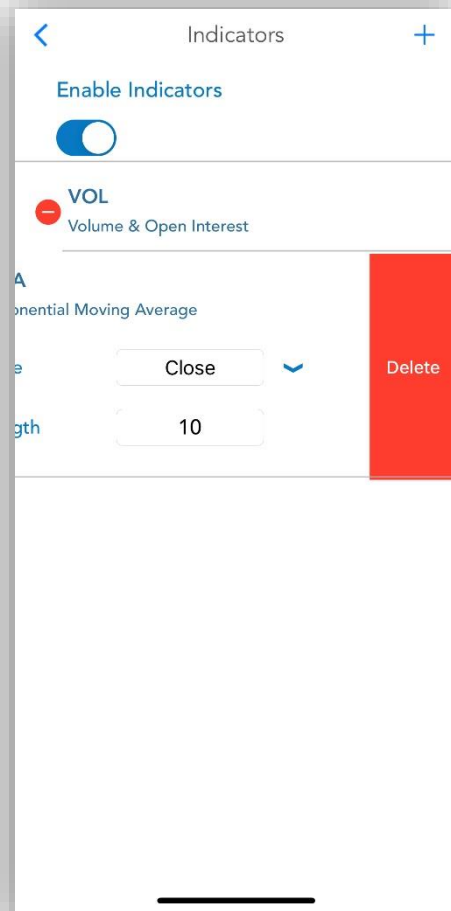 Indicators
Enable Indicators
VOL
Volume & Open Interest
A
onential Moving Average
e Close
Delete
gth 10